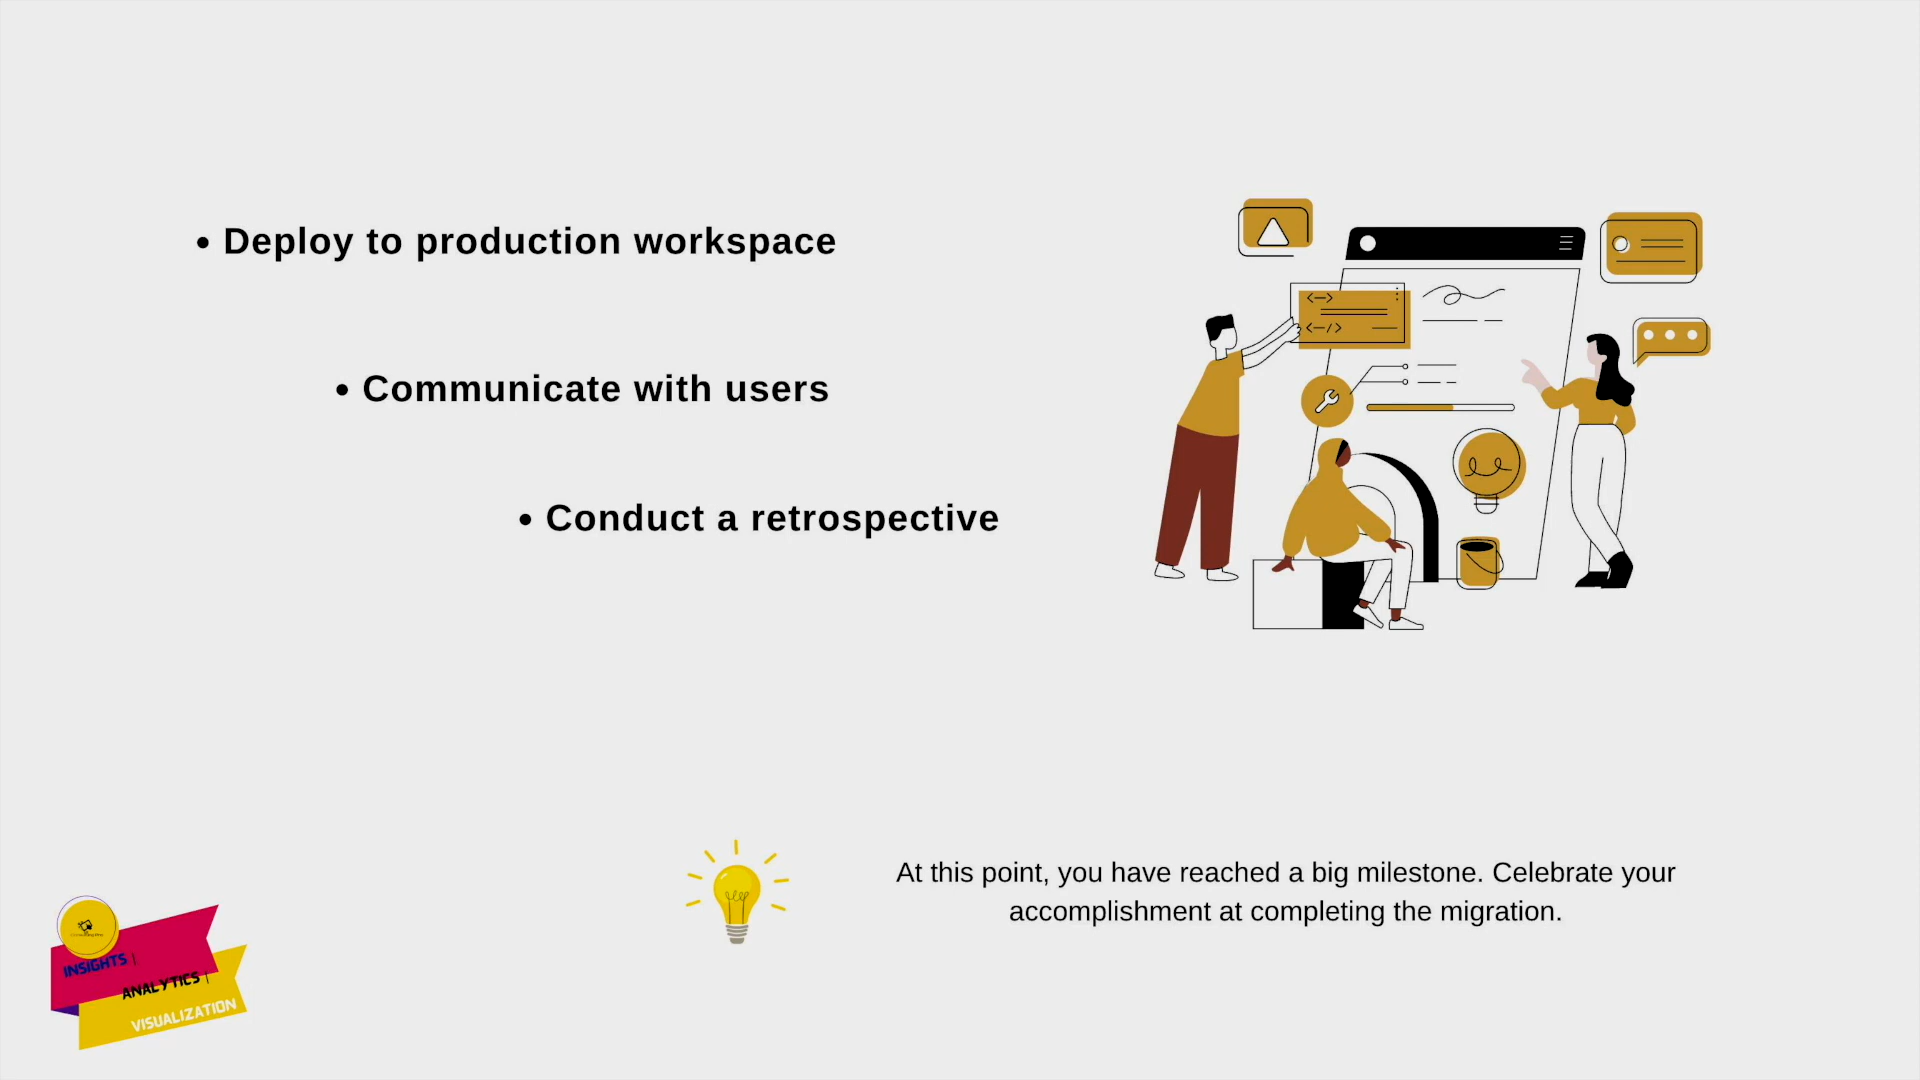 • Deploy to production workspace
• Communicate with users
• Conduct a retrospective
At this point, you have reached a big milestone. Celebrate your
accomplishment at completing the migration.
INSIGHTS |
ANALYTICS |
VISUALIZATION